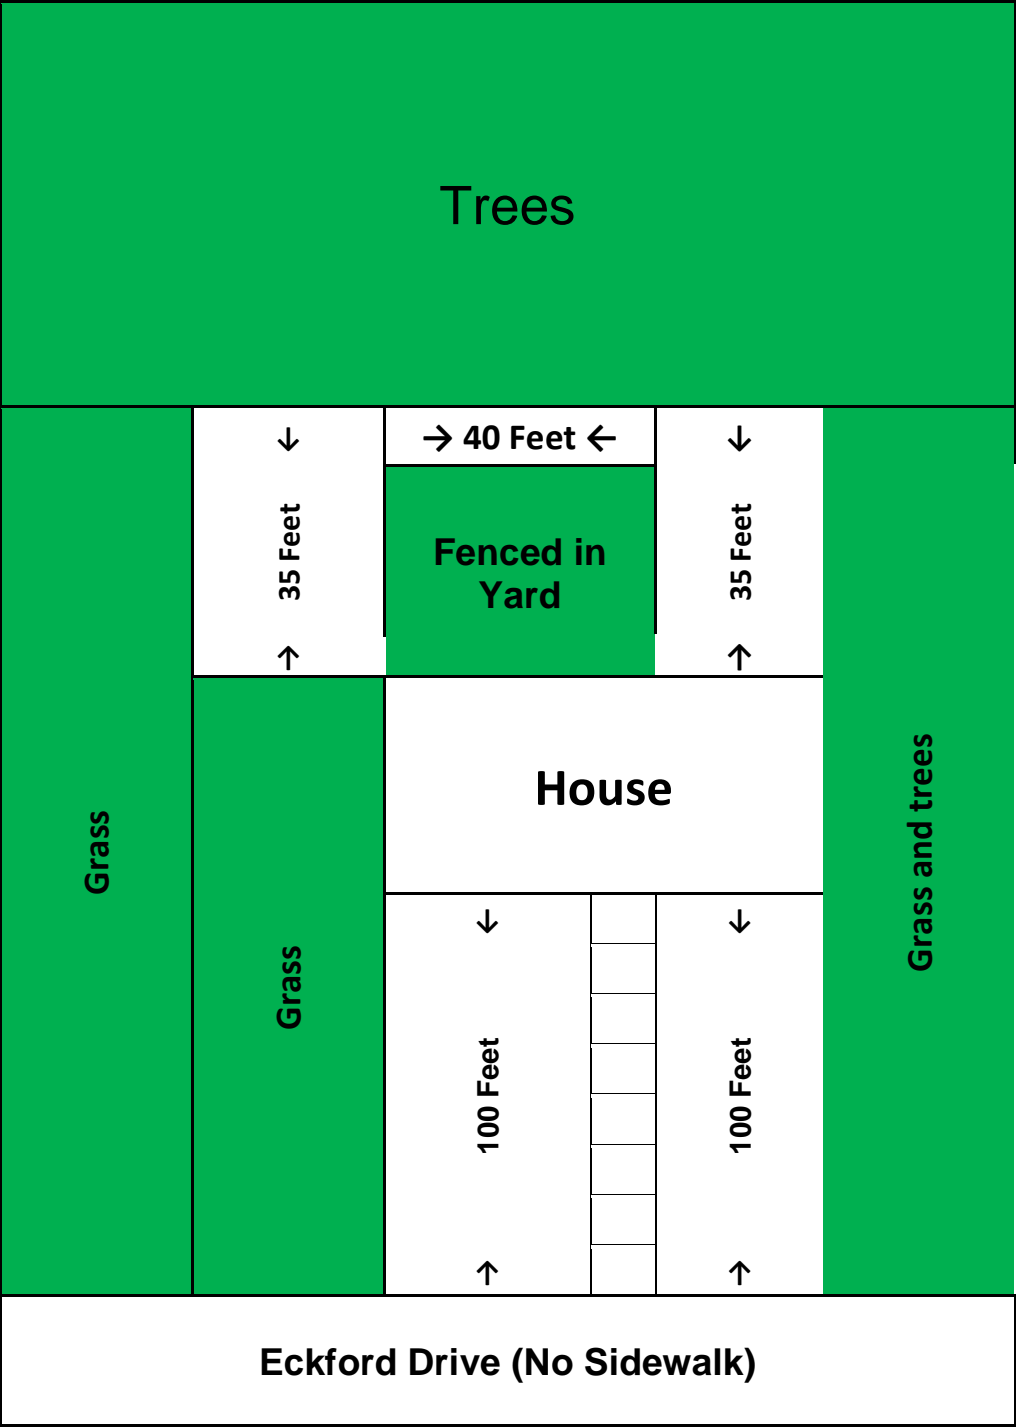 Trees
↓
→ 40 Feet ←
↓
35 Feet
Fenced in
Yard
35 Feet
↑
↑
House
Grass
Grass and trees
Grass
↓
↓
100 Feet
100 Feet
↑
↑
Eckford Drive (No Sidewalk)